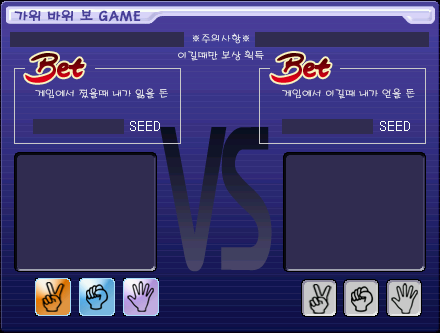 가위 바위 보 GAME
※주의사항※
이길때만 보상 획득
Bet
게임에서 졌을때 내가 잃을 돈
SEED
Bet
게임에서 이길때 내가 얻을 돈
SEED
VS